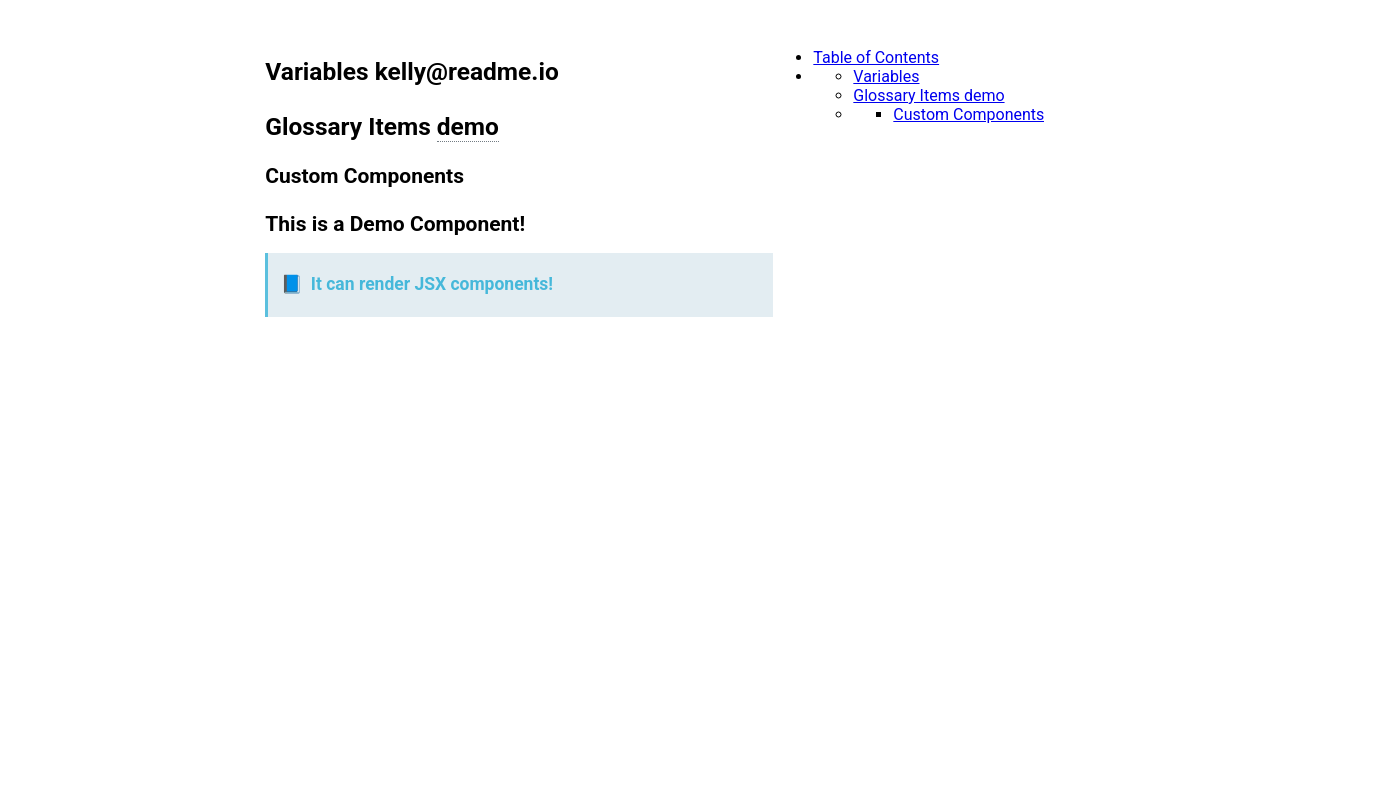 Variables kelly@readme.io
Glossary Items demo
Custom Components
This is a Demo Component!
📘 It can render JSX components!
Table of Contents
Variables
Glossary Items demo
Custom Components